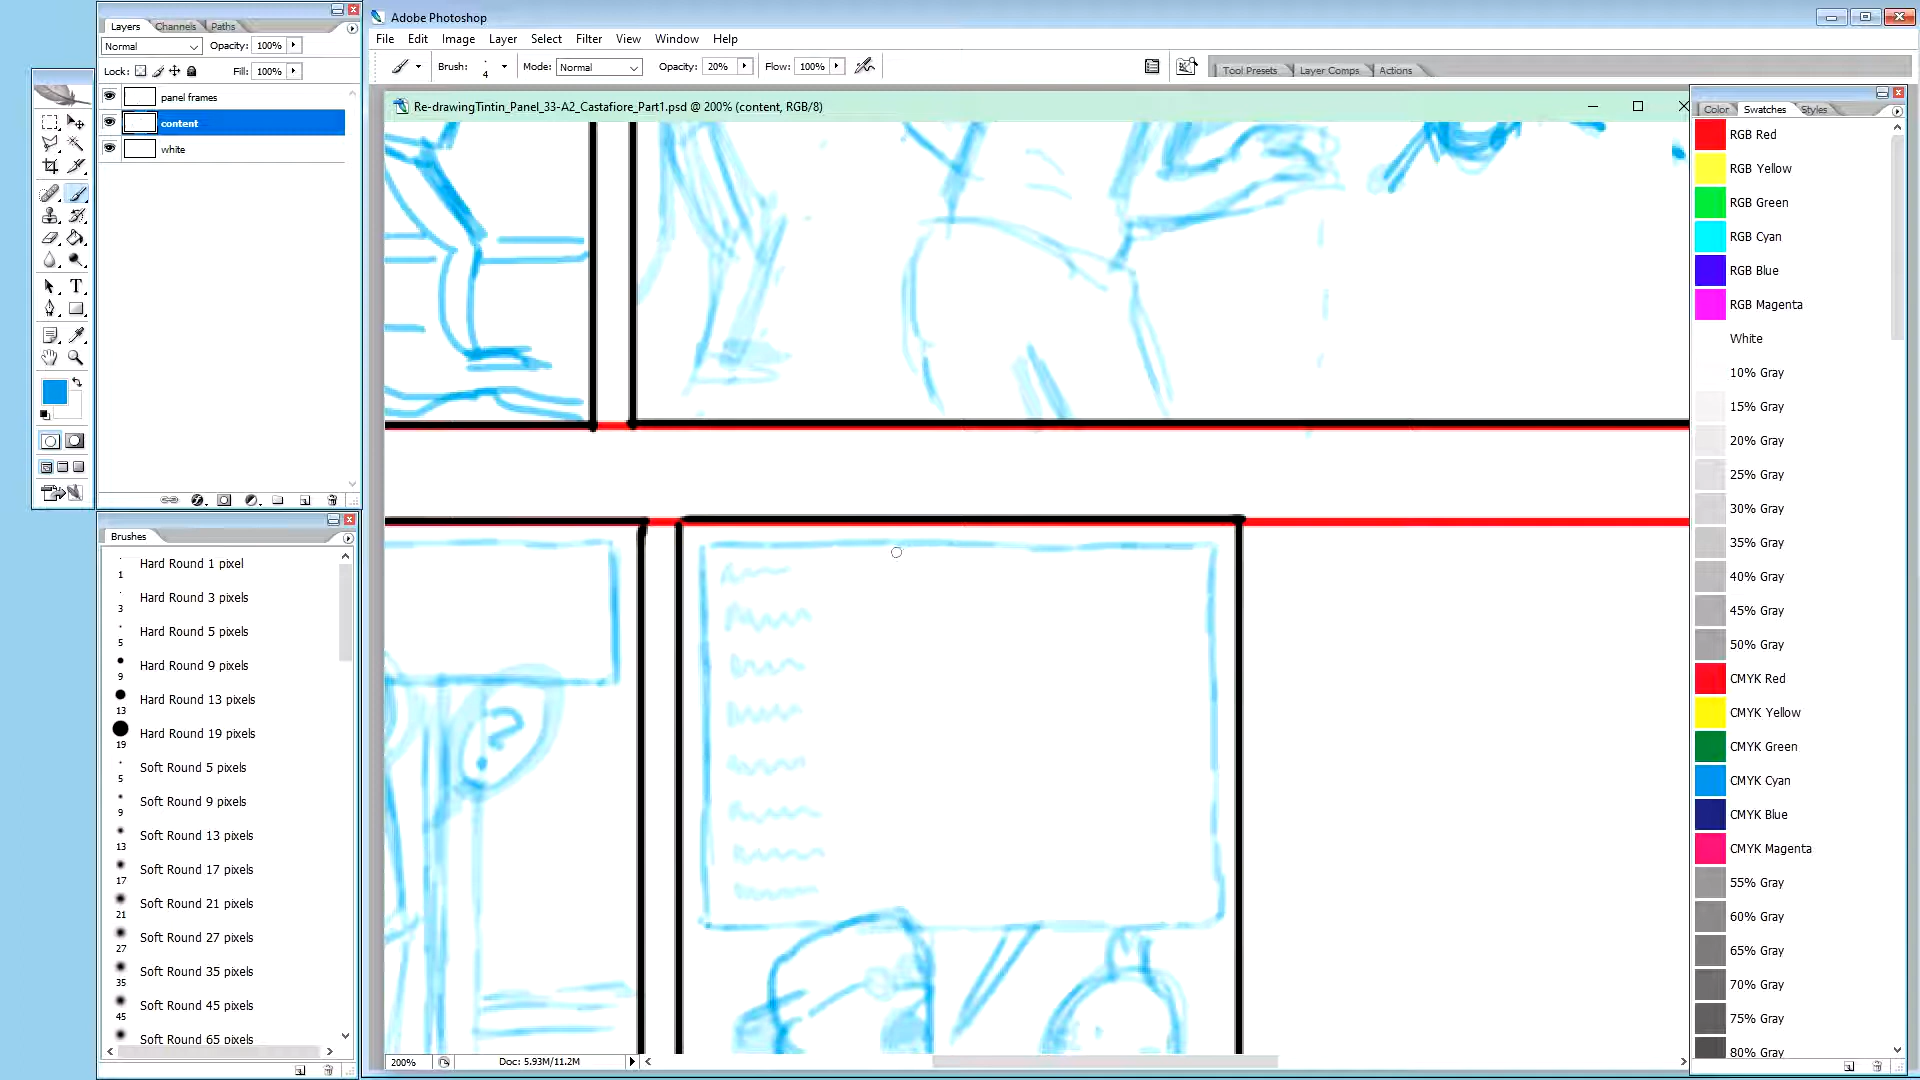 Adobe Photoshop
File Edit Image Layer Select Filter View Window Help
Brush: 4 Mode: Normal Opacity: 20% Flow: 100%
Tool Presets Layer Comps Actions
Layers Channels Paths
Normal Opacity: 100%
Lock: Fill: 100%
panel frames
content
white
Brushes
1 Hard Round 1 pixel
3 Hard Round 3 pixels
5 Hard Round 5 pixels
9 Hard Round 9 pixels
13 Hard Round 13 pixels
19 Hard Round 19 pixels
5 Soft Round 5 pixels
9 Soft Round 9 pixels
13 Soft Round 13 pixels
17 Soft Round 17 pixels
21 Soft Round 21 pixels
27 Soft Round 27 pixels
35 Soft Round 35 pixels
45 Soft Round 45 pixels
Soft Round 65 pixels
Re-drawingTintin_Panel_33-A2_Castafiore_Part1.psd @ 200% (content, RGB/8)
?
200% Doc: 5.93M/11.2M
Color Swatches Styles
RGB Red
RGB Yellow
RGB Green
RGB Cyan
RGB Blue
RGB Magenta
White
10% Gray
15% Gray
20% Gray
25% Gray
30% Gray
35% Gray
40% Gray
45% Gray
50% Gray
CMYK Red
CMYK Yellow
CMYK Green
CMYK Cyan
CMYK Blue
CMYK Magenta
55% Gray
60% Gray
65% Gray
70% Gray
75% Gray
80% Gray